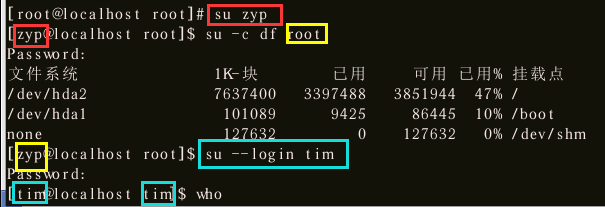 [root@localhost root]# su zyp
[zyp@localhost root]$ su -c df root
Password:
文件系统 1K-块 已用 可用 已用% 挂载点
/dev/hda2 7637400 3397488 3851944 47% /
/dev/hda1 101089 9425 86445 10% /boot
none 127632 0 127632 0% /dev/shm
[zyp@localhost root]$ su --login tim
Password:
[tim@localhost tim]$ who